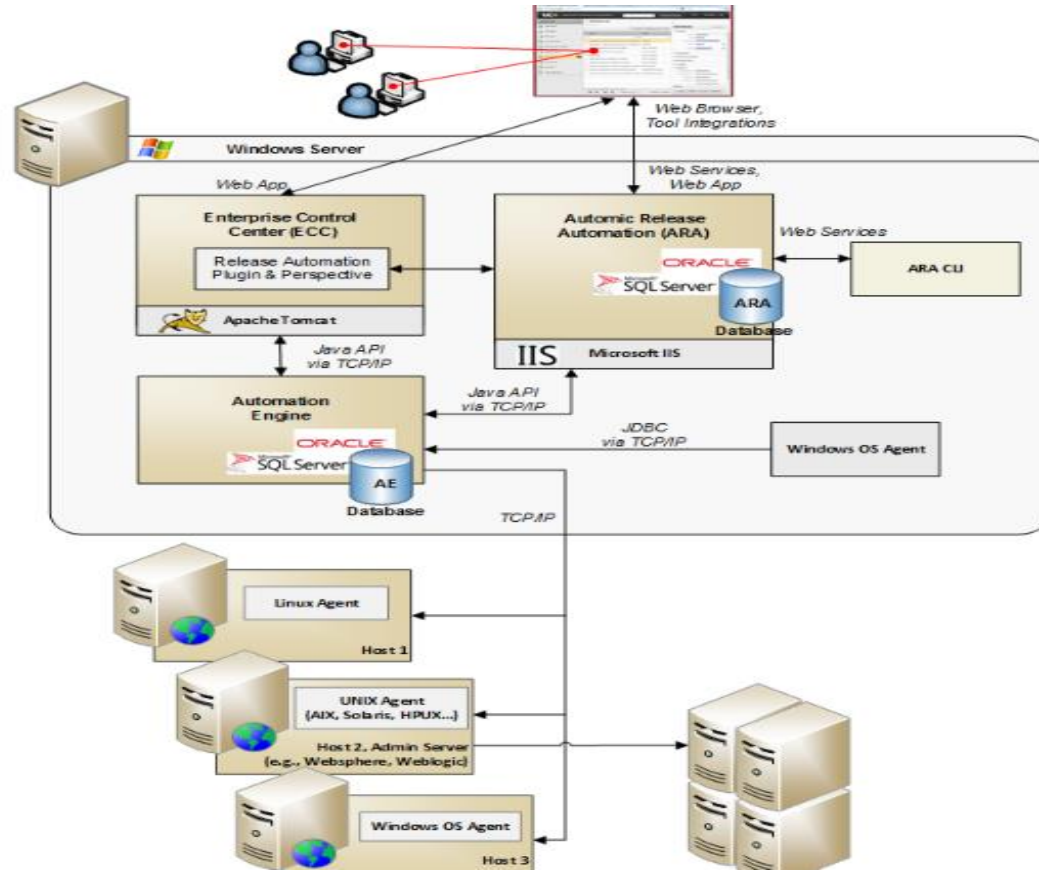 Web Browser,
Tool Integrations
Windows Server
Web App
Web Services,
Web App
Enterprise Control
Center (ECC)
Release Automation
Plugin & Perspective
Apache Tomcat
Automic Release
Automation (ARA)
ORACLE
Microsoft
SQL Server
ARA
Database
IIS
Microsoft IIS
Web Services
ARA CLI
Java API
via TCP/IP
Java API
via TCP/IP
Automation
Engine
ORACLE
Microsoft
SQL Server
AE
Database
JDBC
via TCP/IP
Windows OS Agent
TCP/IP
Linux Agent
Host 1
UNIX Agent
(AIX, Solaris, HPUX...)
Host 2, Admin Server
(e.g., Websphere, Weblogic)
Windows OS Agent
Host 3